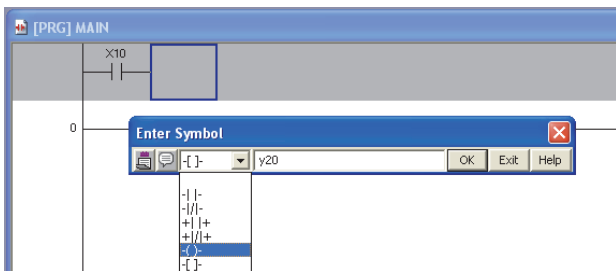 [PRG] MAIN
X10
0
Enter Symbol
-[ ]- y20 OK Exit Help
-| |-
-|/|-
+| |+
+|/|+
-( )-
-[ ]-